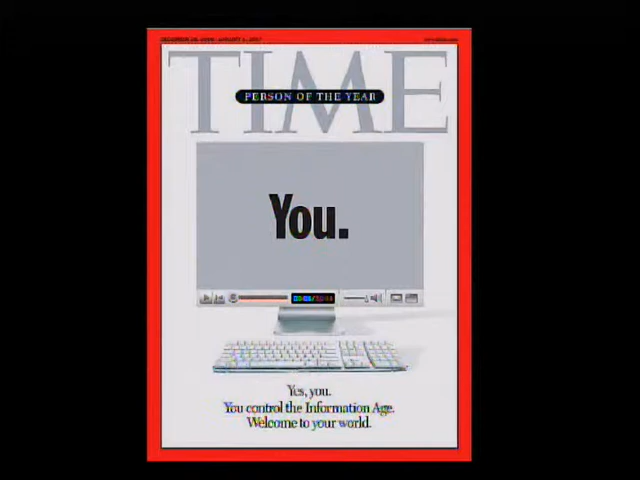 TIME
PERSON OF THE YEAR
You.
Yes, you.
You control the Information Age.
Welcome to your world.